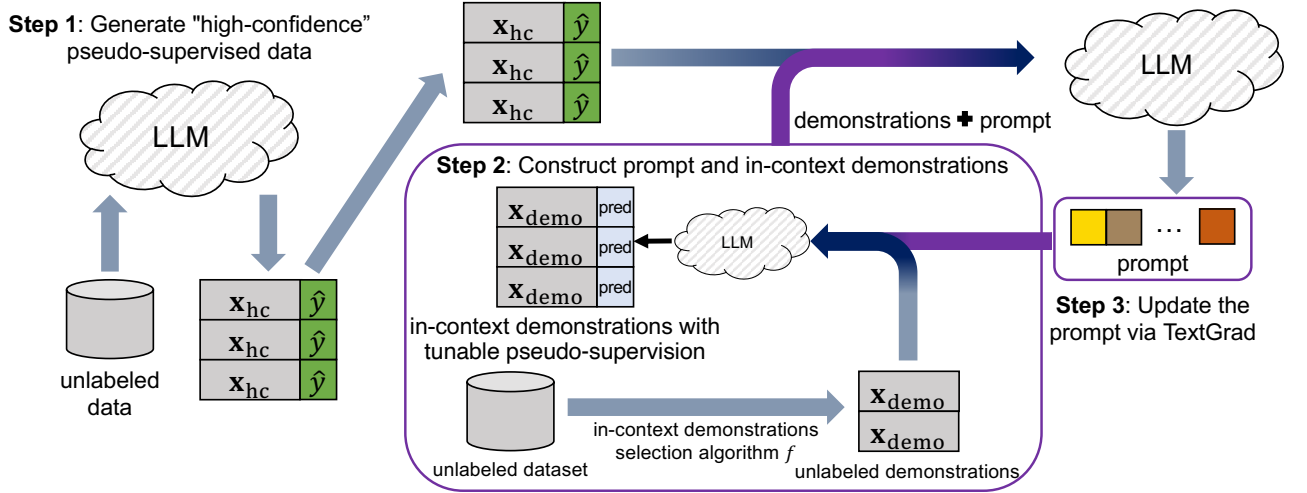 Step 1: Generate "high-confidence”
pseudo-supervised data
LLM
unlabeled
data
x_hc ŷ
x_hc ŷ
x_hc ŷ
x_hc ŷ
x_hc ŷ
x_hc ŷ
demonstrations + prompt
LLM
Step 2: Construct prompt and in-context demonstrations
x_demo pred
x_demo pred
x_demo pred
LLM
in-context demonstrations with
tunable pseudo-supervision
unlabeled dataset
in-context demonstrations
selection algorithm f
x_demo
x_demo
unlabeled demonstrations
...
prompt
Step 3: Update the
prompt via TextGrad